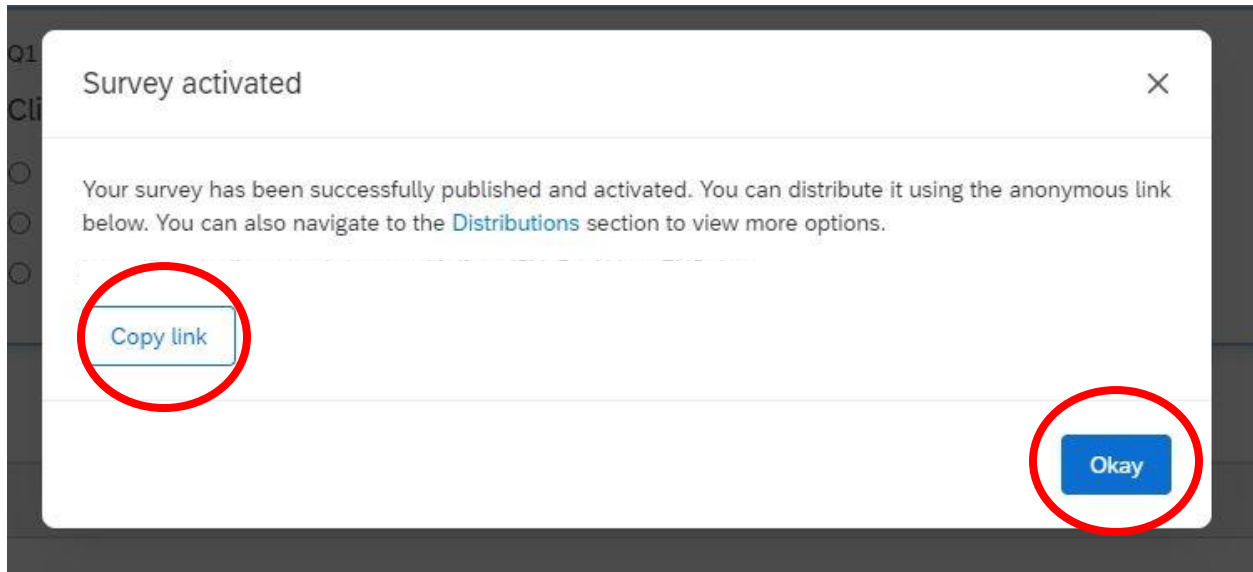 Q1
Survey activated
Cli
Your survey has been successfully published and activated. You can distribute it using the anonymous link
below. You can also navigate to the Distributions section to view more options.
Copy link
Okay